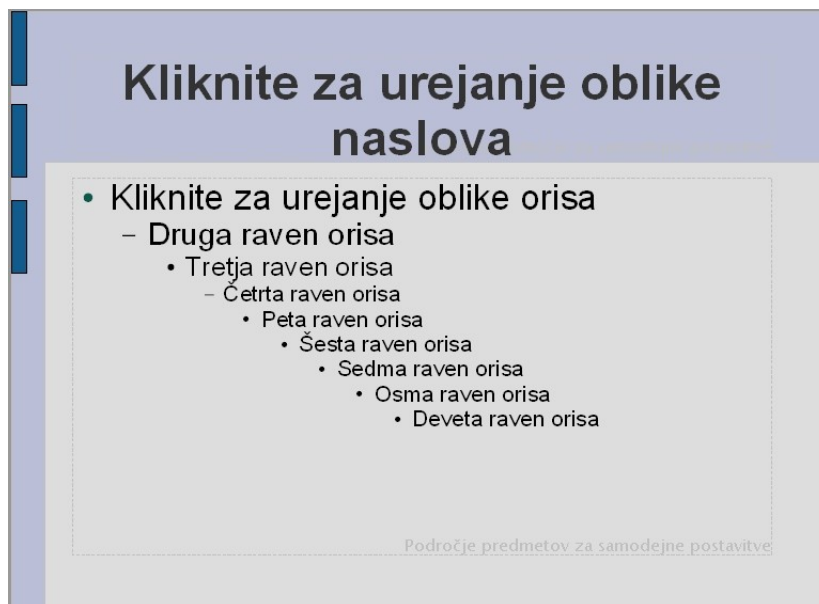 Kliknite za urejanje oblike
naslova
• Kliknite za urejanje oblike orisa
– Druga raven orisa
• Tretja raven orisa
– Četrta raven orisa
• Peta raven orisa
• Šesta raven orisa
• Sedma raven orisa
• Osma raven orisa
• Deveta raven orisa
Področje predmetov za samodejne postavitve